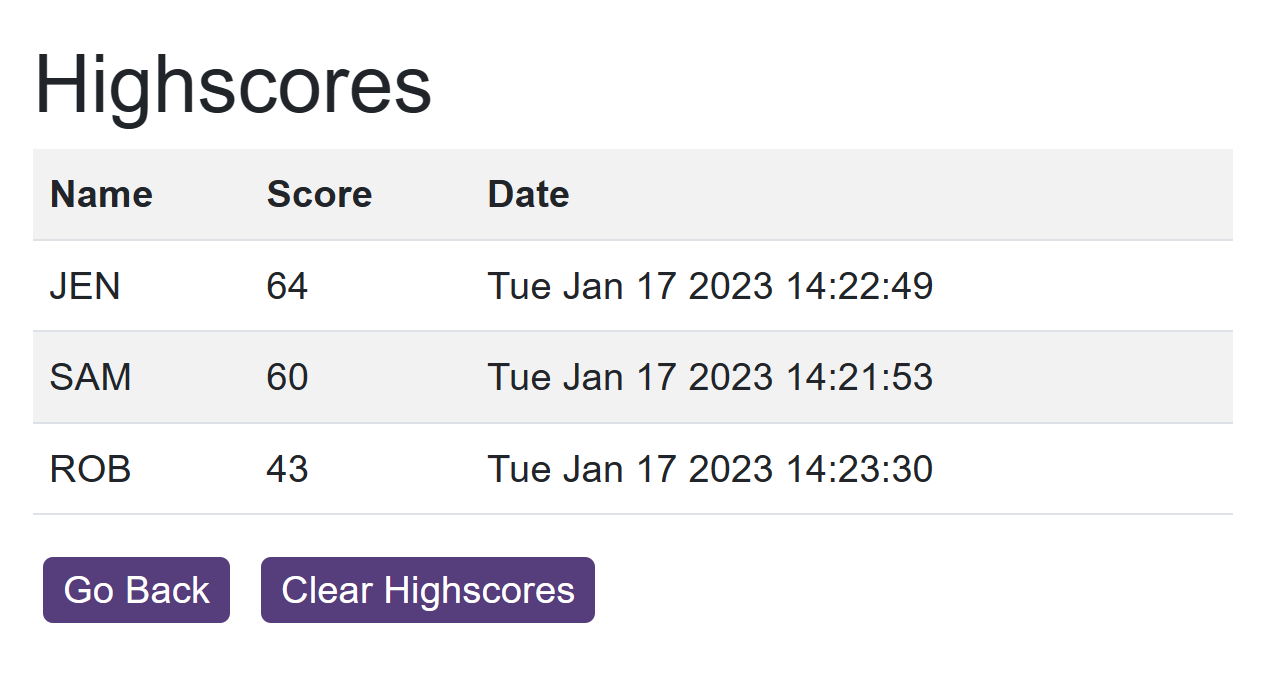 Highscores
Name Score Date
JEN 64 Tue Jan 17 2023 14:22:49
SAM 60 Tue Jan 17 2023 14:21:53
ROB 43 Tue Jan 17 2023 14:23:30
Go Back Clear Highscores